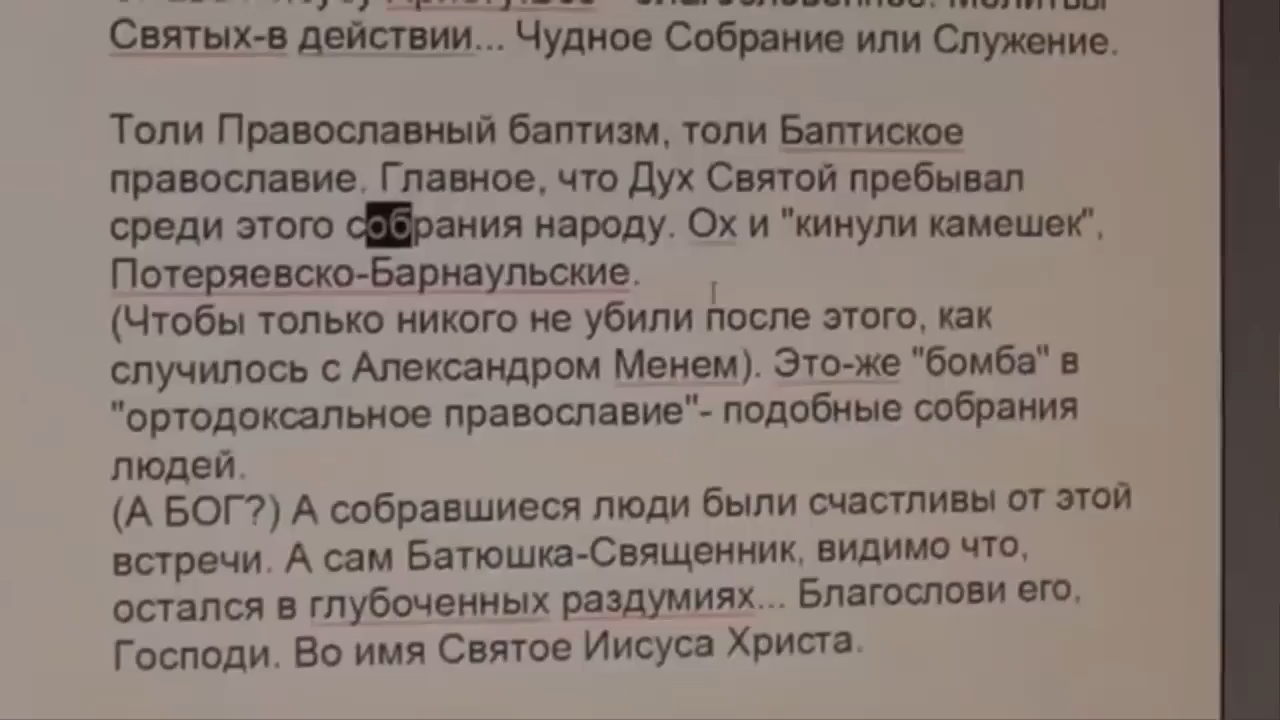 Святых-в действии... Чудное Собрание или Служение.
Толи Православный баптизм, толи Баптиское
православие. Главное, что Дух Святой пребывал
среди этого собрания народу. Ох и "кинули камешек",
Потеряевско-Барнаульские.
(Чтобы только никого не убили после этого, как
случилось с Александром Менем). Это-же "бомба" в
"ортодоксальное православие"- подобные собрания
людей.
(А БОГ?) А собравшиеся люди были счастливы от этой
встречи. А сам Батюшка-Священник, видимо что,
остался в глубоченных раздумиях... Благослови его,
Господи. Во имя Святое Иисуса Христа.